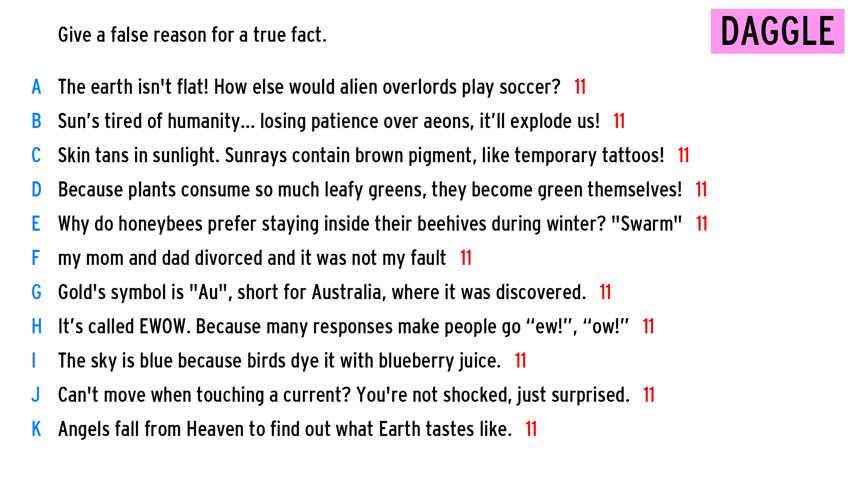 Give a false reason for a true fact.
DAGGLE
A The earth isn't flat! How else would alien overlords play soccer? 11
B Sun’s tired of humanity... losing patience over aeons, it’ll explode us! 11
C Skin tans in sunlight. Sunrays contain brown pigment, like temporary tattoos! 11
D Because plants consume so much leafy greens, they become green themselves! 11
E Why do honeybees prefer staying inside their beehives during winter? "Swarm" 11
F my mom and dad divorced and it was not my fault 11
G Gold's symbol is "Au", short for Australia, where it was discovered. 11
H It’s called EWOW. Because many responses make people go “ew!”, “ow!” 11
I The sky is blue because birds dye it with blueberry juice. 11
J Can't move when touching a current? You're not shocked, just surprised. 11
K Angels fall from Heaven to find out what Earth tastes like. 11